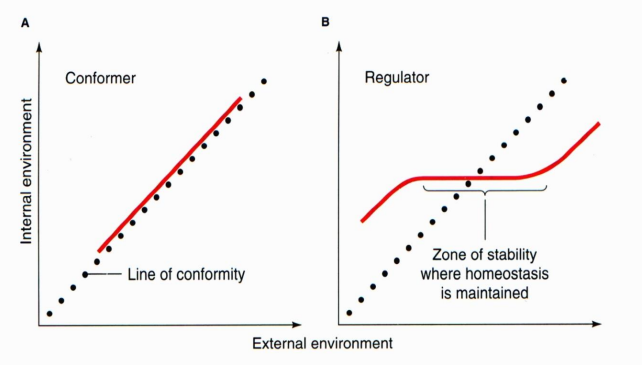 A
Conformer
Internal environment
Line of conformity
B
Regulator
Zone of stability
where homeostasis
is maintained
External environment